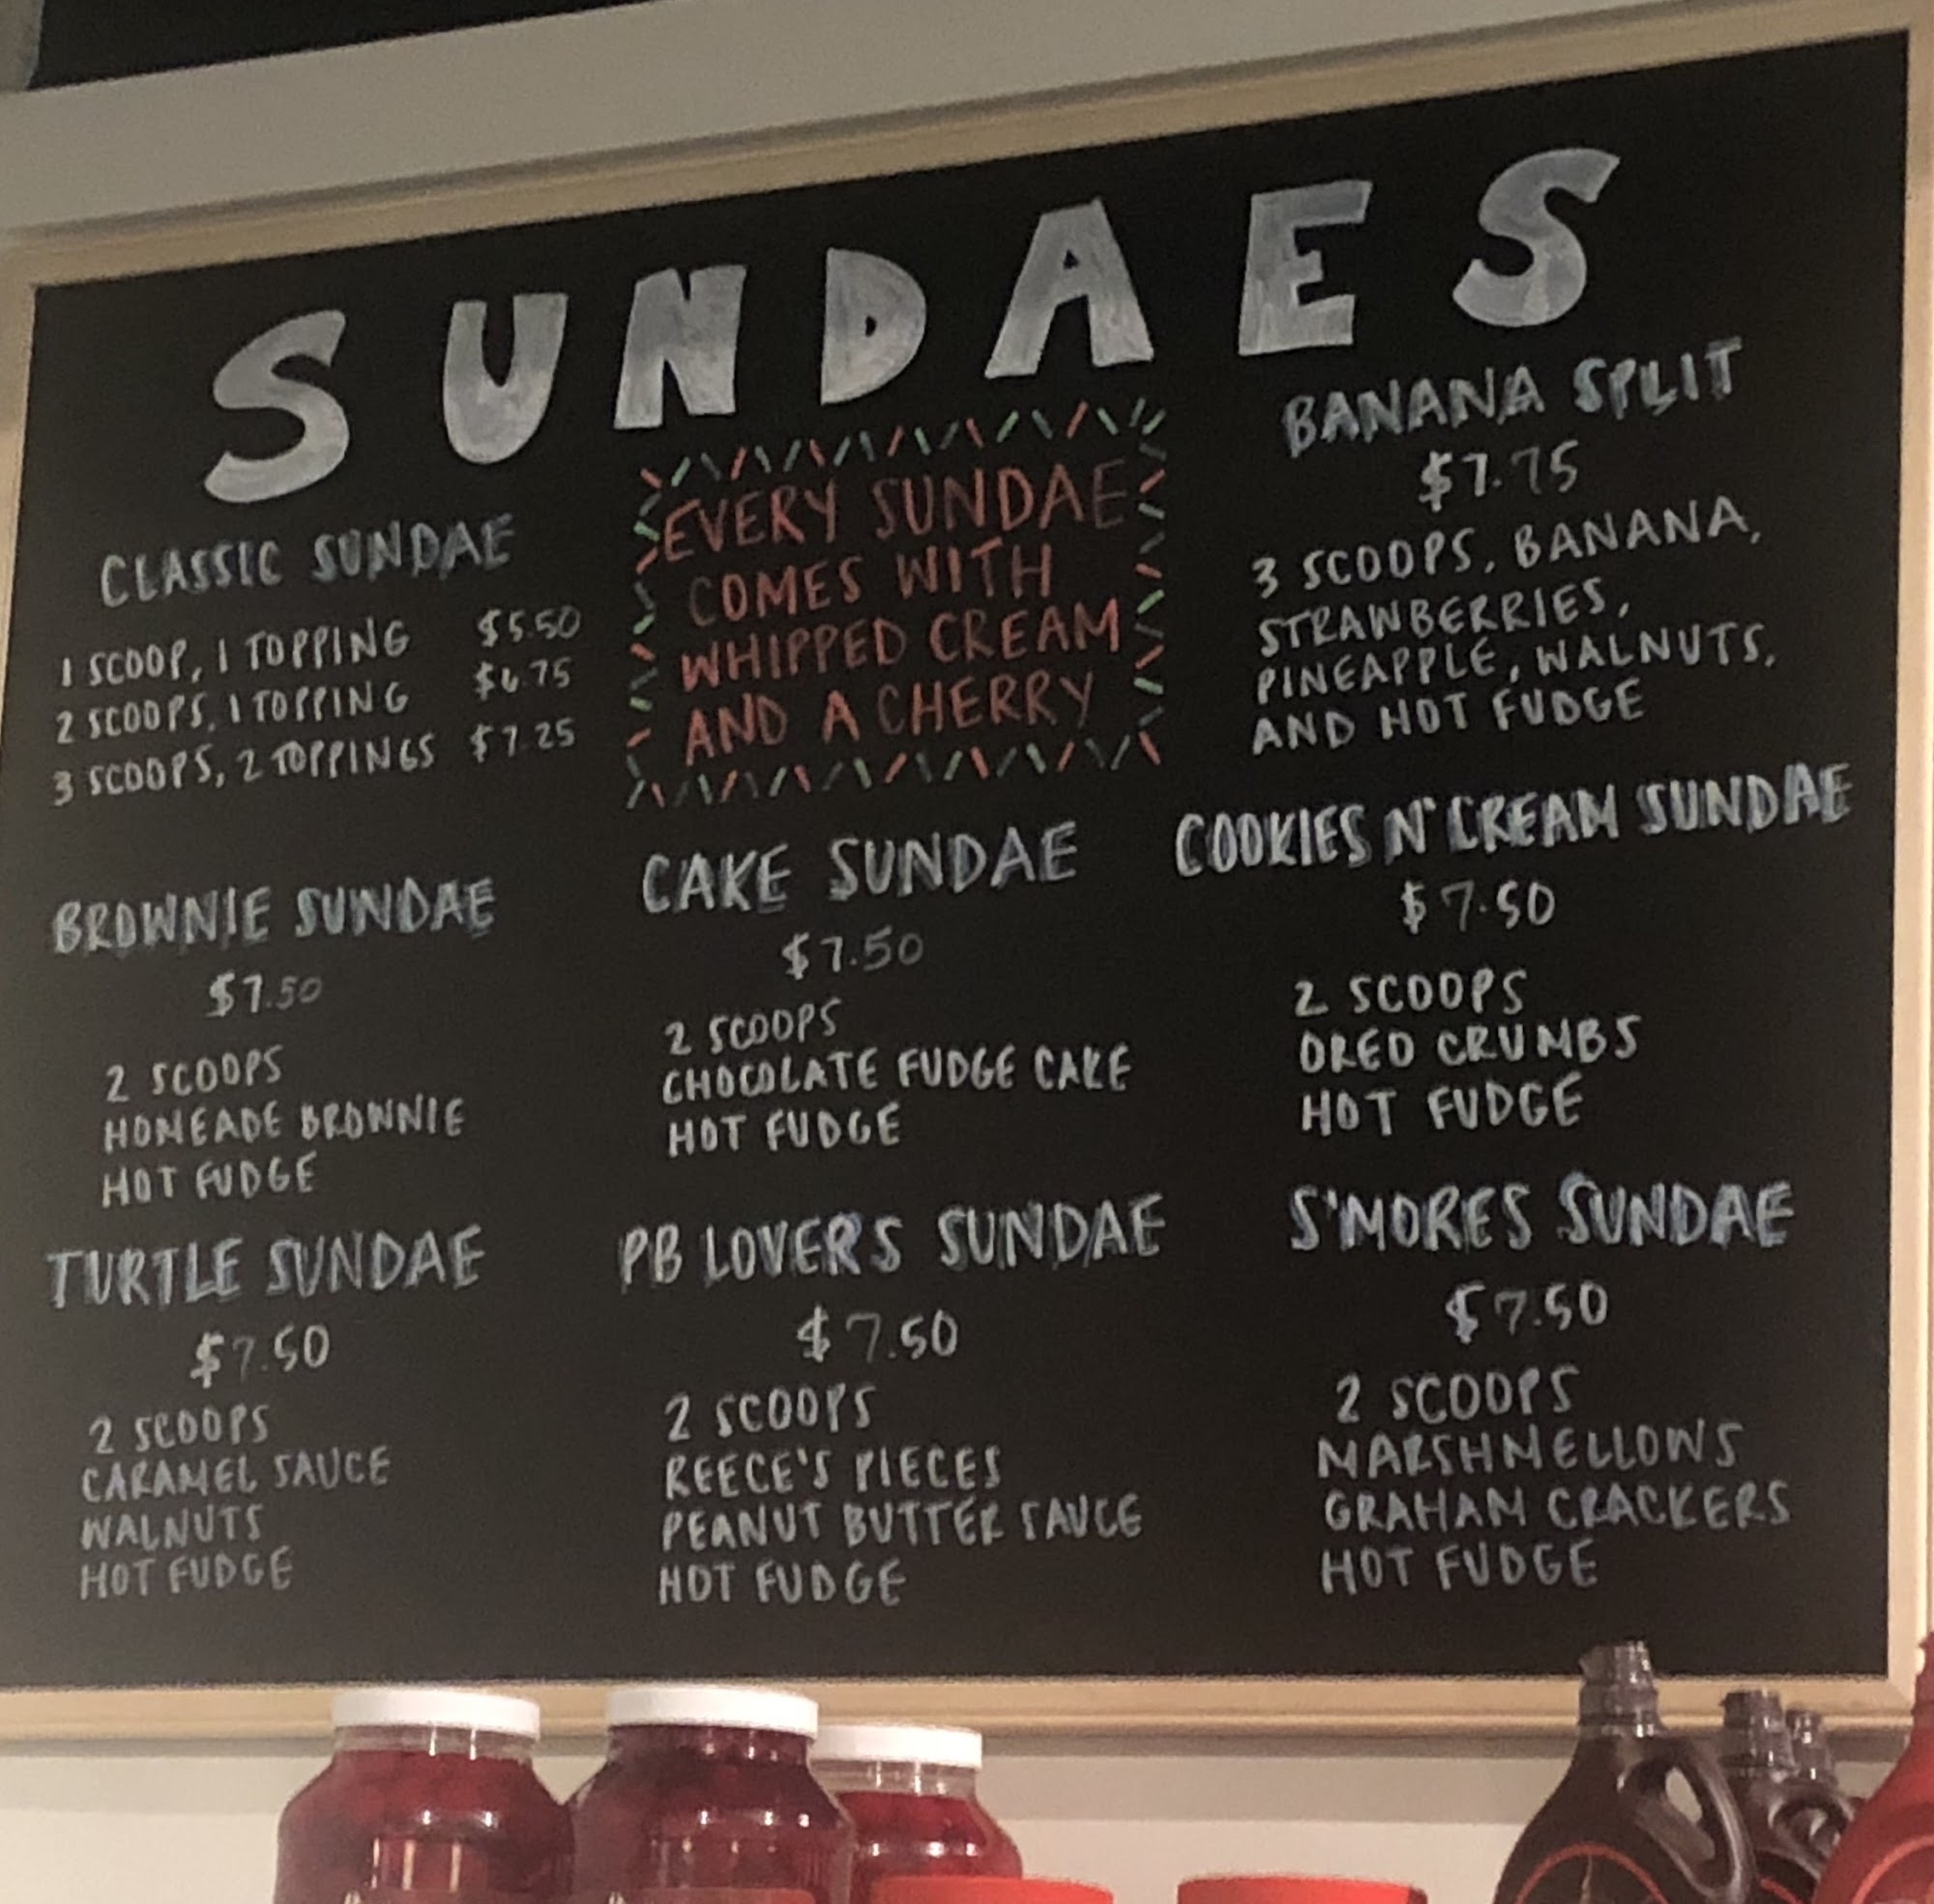 SUNDAES
CLASSIC SUNDAE
1 SCOOP, 1 TOPPING $5.50
2 SCOOPS, 1 TOPPING $6.75
3 SCOOPS, 2 TOPPINGS $7.25
EVERY SUNDAE
COMES WITH
WHIPPED CREAM
AND A CHERRY
BANANA SPLIT
$7.75
3 SCOOPS, BANANA,
STRAWBERRIES,
PINEAPPLE, WALNUTS,
AND HOT FUDGE
BROWNIE SUNDAE
$7.50
2 SCOOPS
HOMEADE BROWNIE
HOT FUDGE
CAKE SUNDAE
$7.50
2 SCOOPS
CHOCOLATE FUDGE CAKE
HOT FUDGE
COOKIES N' CREAM SUNDAE
$7.50
2 SCOOPS
OREO CRUMBS
HOT FUDGE
TURTLE SUNDAE
$7.50
2 SCOOPS
CARAMEL SAUCE
WALNUTS
HOT FUDGE
PB LOVERS SUNDAE
$7.50
2 SCOOPS
REECE'S PIECES
PEANUT BUTTER SAUCE
HOT FUDGE
S'MORES SUNDAE
$7.50
2 SCOOPS
MARSHMELLOWS
GRAHAM CRACKERS
HOT FUDGE